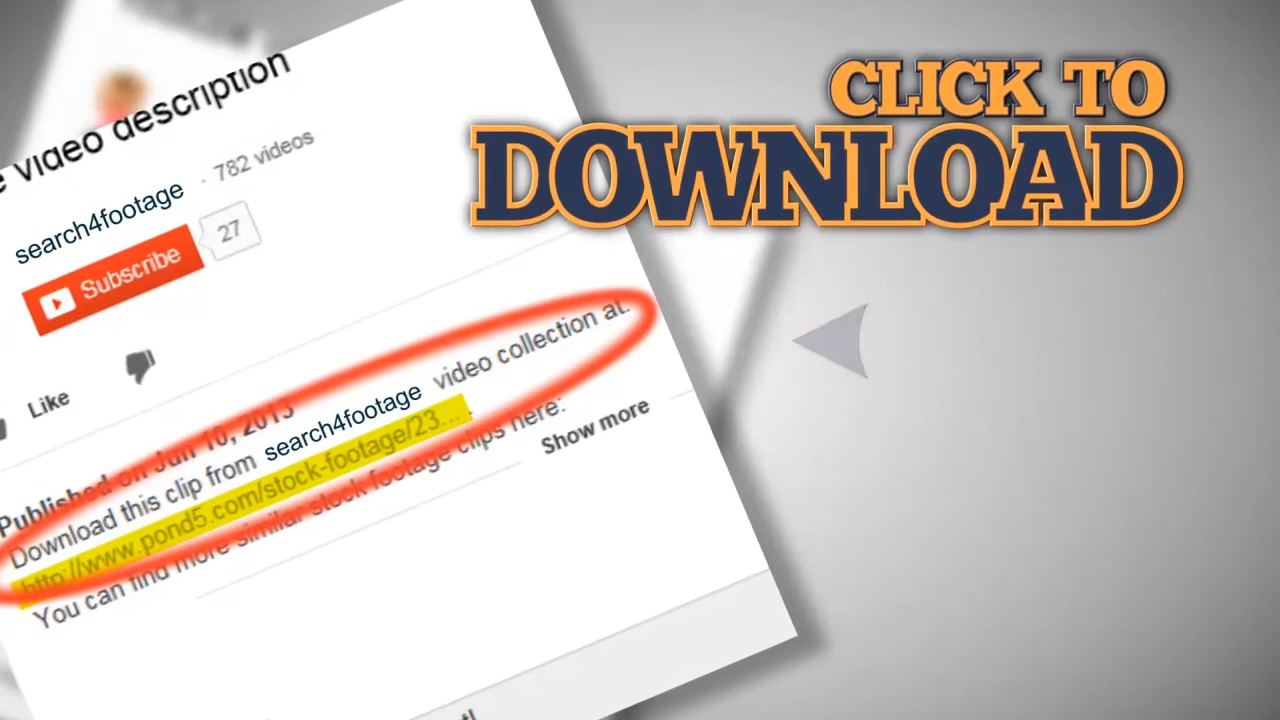 CLICK TO
DOWNLOAD
video description
search4footage · 782 videos
Subscribe 27
Like
Published on Jun 10, 2013
Download this clip from search4footage video collection at:
http://www.pond5.com/stock-footage/23... .
You can find more similar stock footage clips here:
Show more